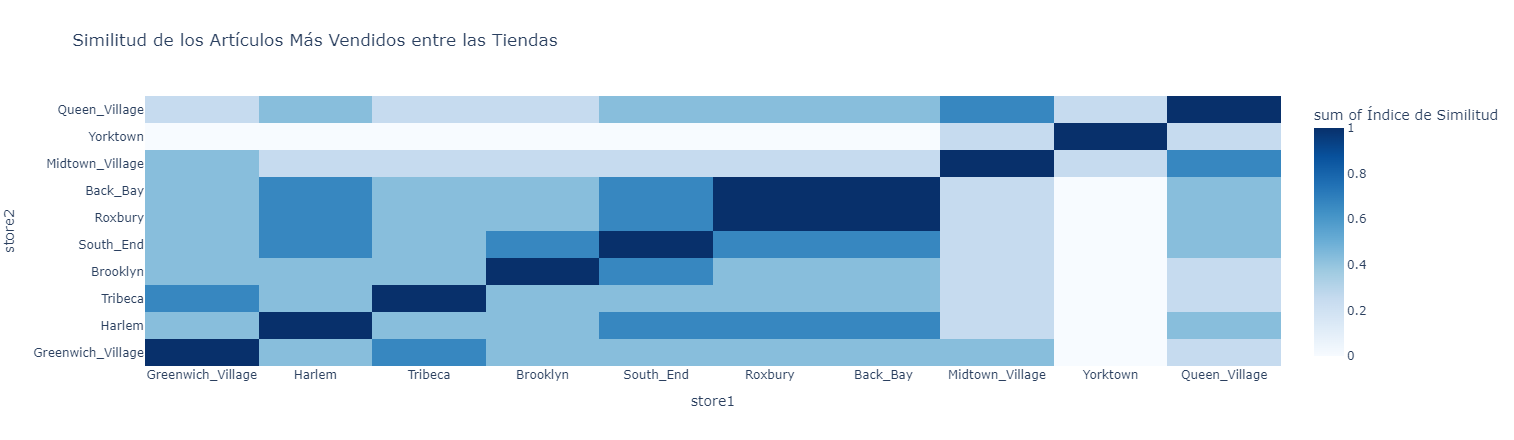 Similitud de los Artículos Más Vendidos entre las Tiendas
sum of Índice de Similitud
1
0.8
0.6
0.4
0.2
0
store2
Queen_Village
Yorktown
Midtown_Village
Back_Bay
Roxbury
South_End
Brooklyn
Tribeca
Harlem
Greenwich_Village
Greenwich_Village Harlem Tribeca Brooklyn South_End Roxbury Back_Bay Midtown_Village Yorktown Queen_Village
store1